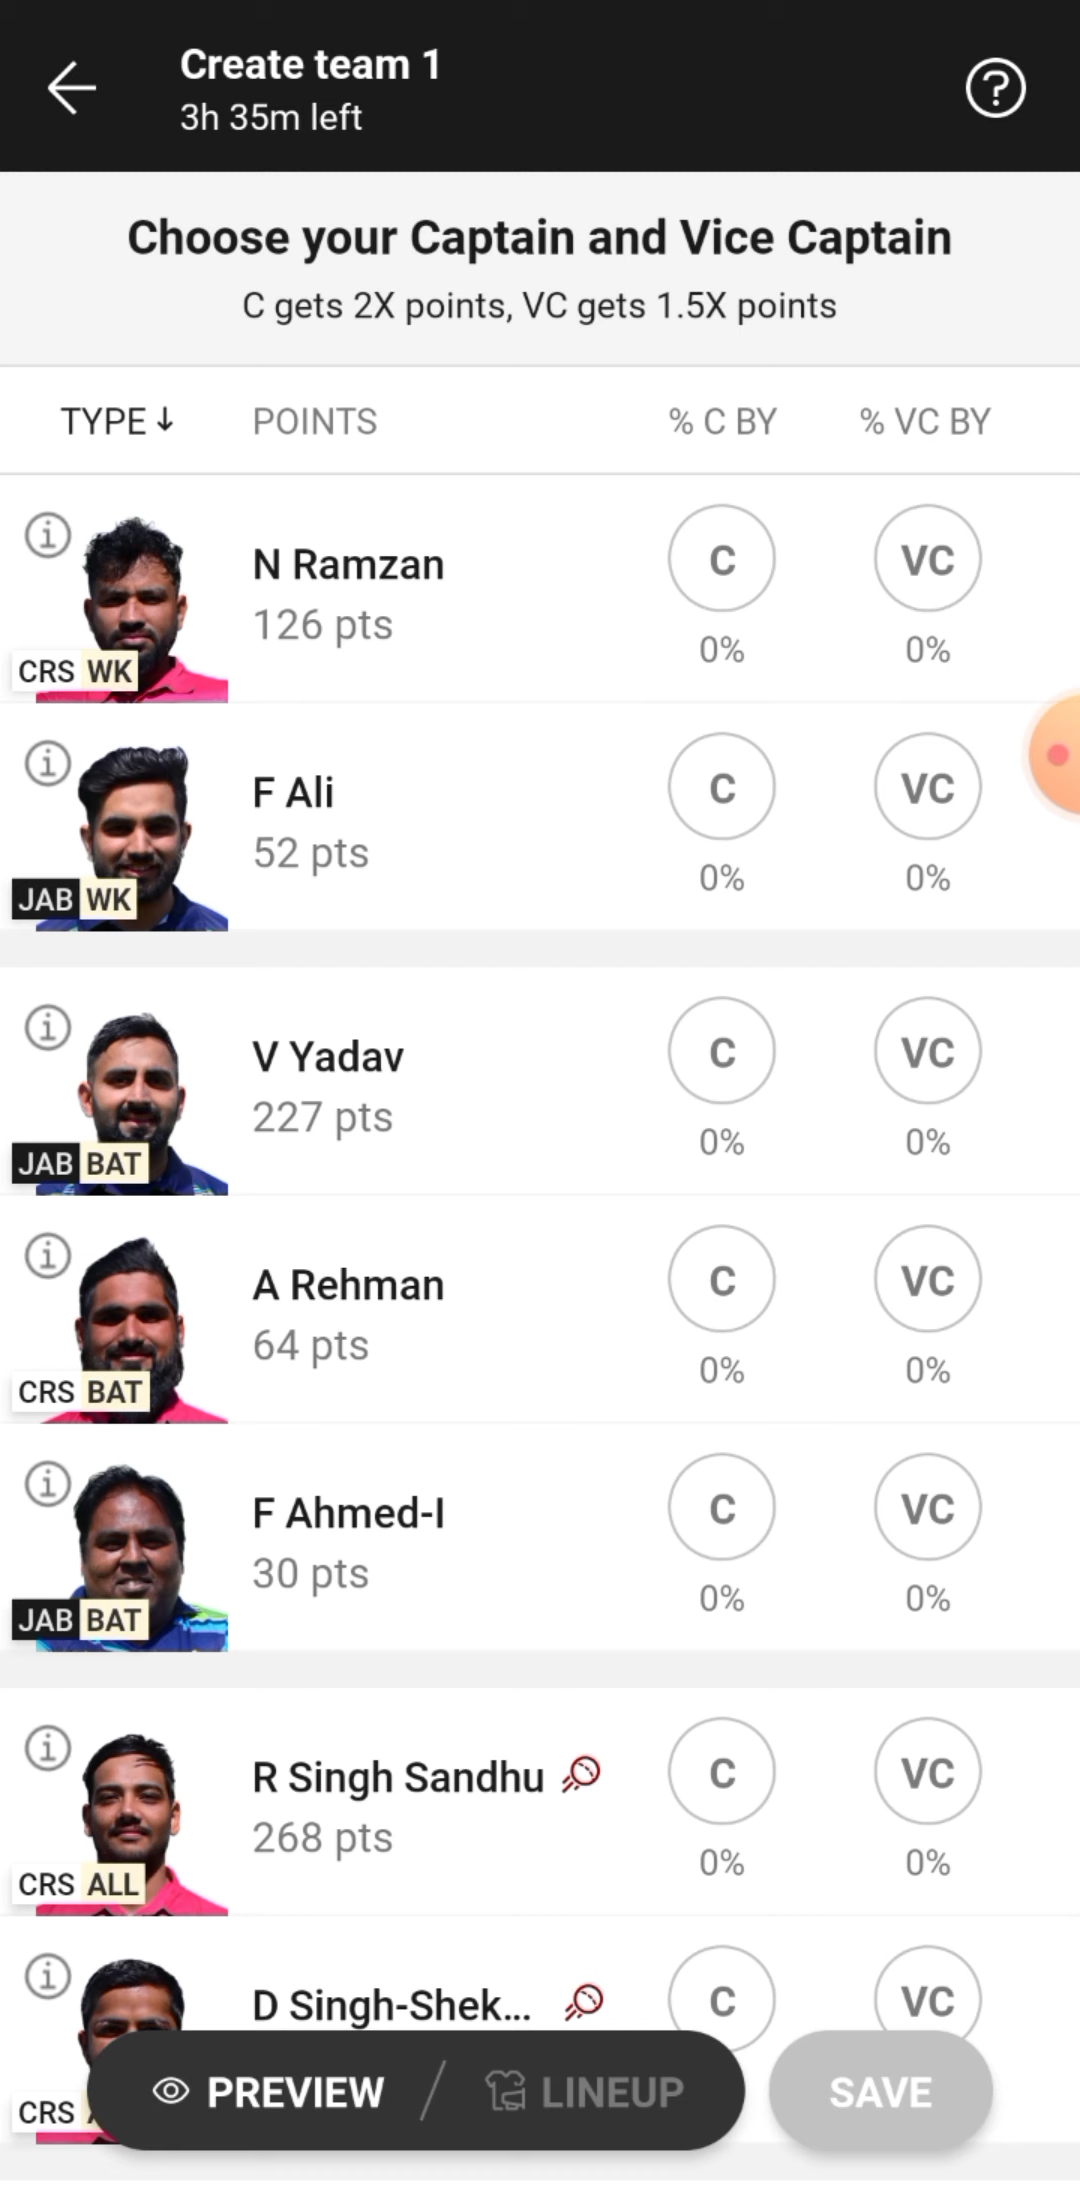 Create team 1
3h 35m left
Choose your Captain and Vice Captain
C gets 2X points, VC gets 1.5X points
TYPE↓ POINTS % C BY % VC BY
N Ramzan C VC
126 pts 0% 0%
CRS WK
F Ali C VC
52 pts 0% 0%
JAB WK
V Yadav C VC
227 pts 0% 0%
JAB BAT
A Rehman C VC
64 pts 0% 0%
CRS BAT
F Ahmed-I C VC
30 pts 0% 0%
JAB BAT
R Singh Sandhu C VC
268 pts 0% 0%
CRS ALL
D Singh-Shek... C VC
CRS
PREVIEW / LINEUP SAVE